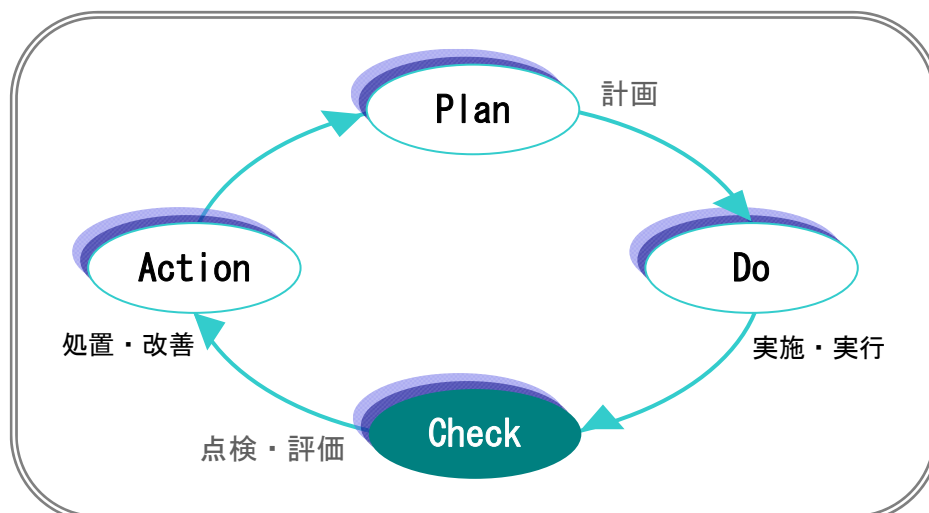 Plan
計画
Action
Do
処置・改善
実施・実行
Check
点検・評価